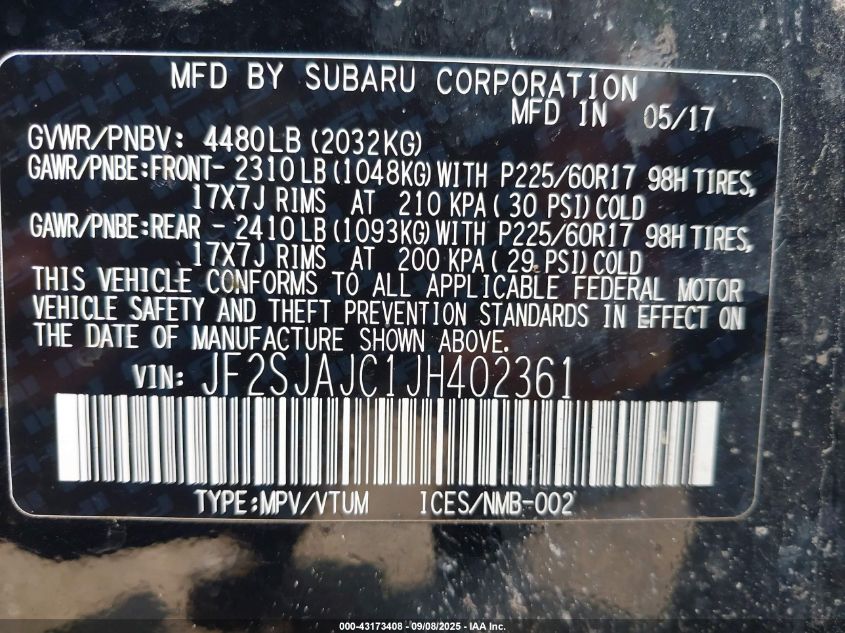 MFD BY SUBARU CORPORATION
MFD IN 05/17
GVWR/PNBV: 4480LB (2032KG)
GAWR/PNBE:FRONT- 2310LB (1048KG) WITH P225/60R17 98H TIRES,
17X7J RIMS AT 210 KPA ( 30 PSI) COLD
GAWR/PNBE:REAR - 2410LB (1093KG) WITH P225/60R17 98H TIRES,
17X7J RIMS AT 200 KPA ( 29 PSI) COLD
THIS VEHICLE CONFORMS TO ALL APPLICABLE FEDERAL MOTOR
VEHICLE SAFETY AND THEFT PREVENTION STANDARDS IN EFFECT ON
THE DATE OF MANUFACTURE SHOWN ABOVE.
VIN: JF2SJAJC1JH402361
TYPE:MPV/VTUM ICES/NMB-002
000-43173408 - 09/08/2025 - IAA Inc.